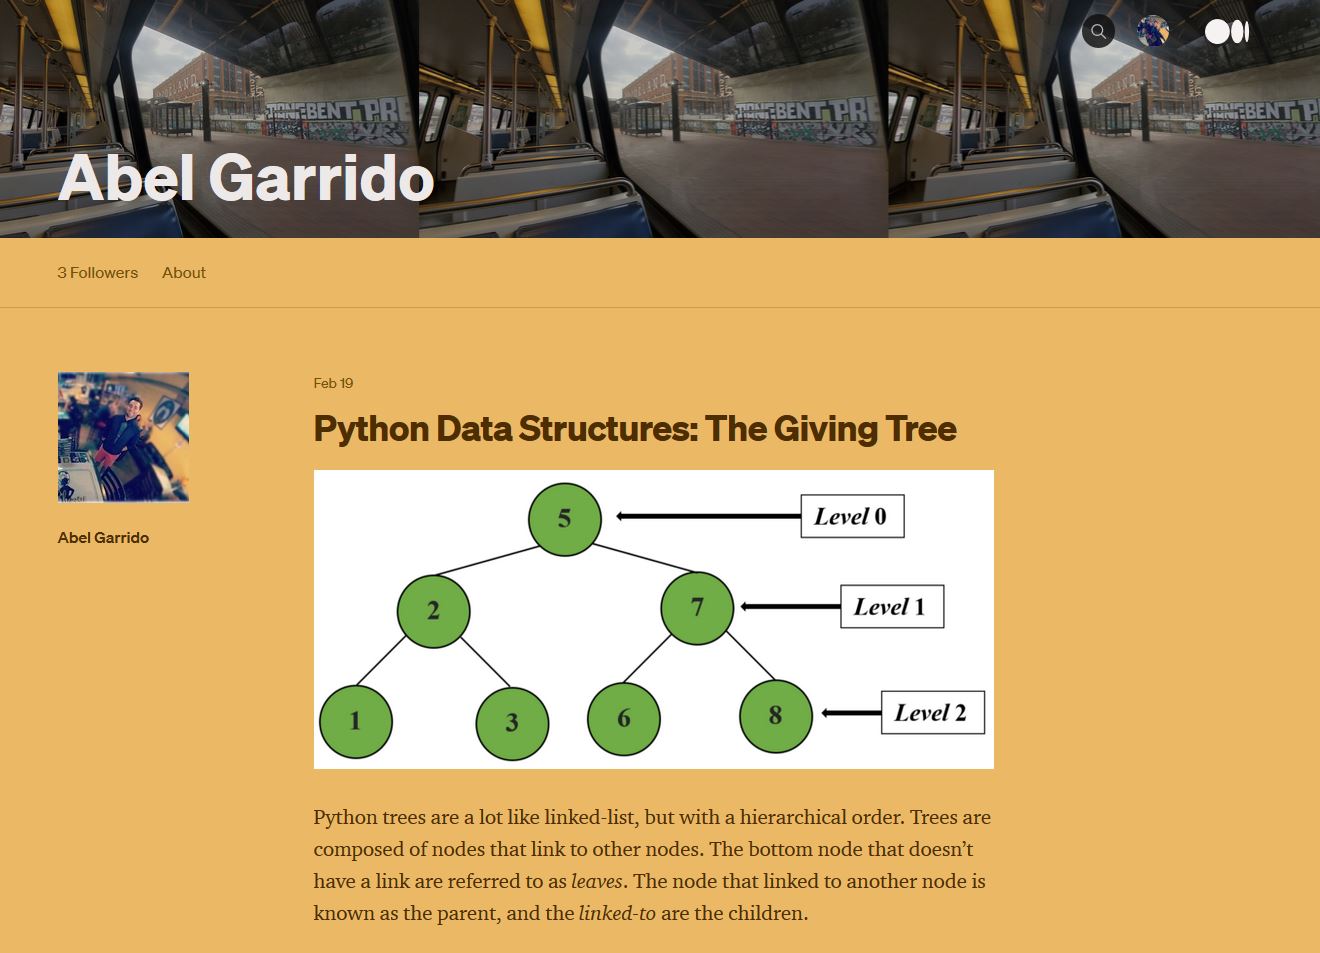 Abel Garrido
3 Followers About
Feb 19
Python Data Structures: The Giving Tree
5
Level 0
2
7
Level 1
1
3
6
8
Level 2
Abel Garrido
Python trees are a lot like linked-list, but with a hierarchical order. Trees are
composed of nodes that link to other nodes. The bottom node that doesn’t
have a link are referred to as leaves. The node that linked to another node is
known as the parent, and the linked-to are the children.